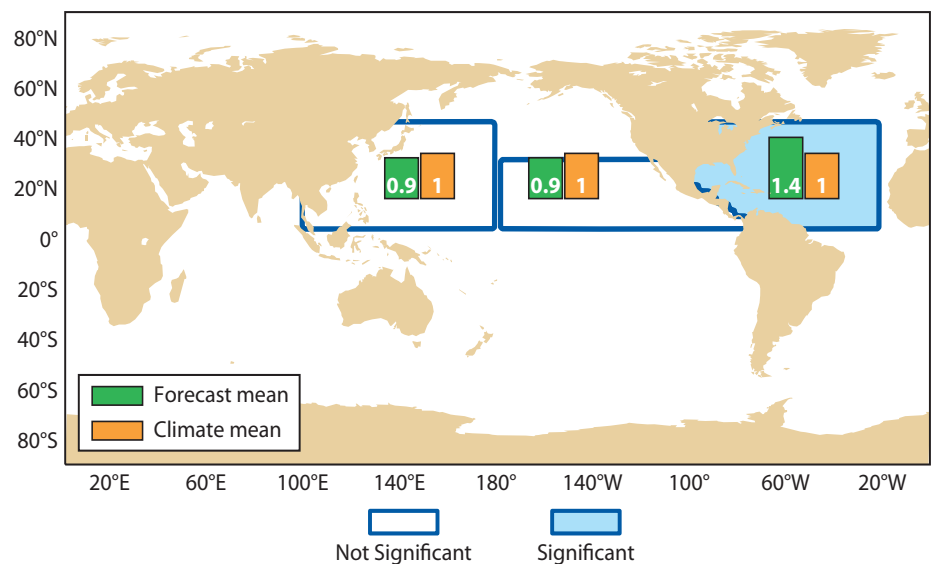 80°N
60°N
40°N
20°N
0°
20°S
40°S
60°S
80°S
0.9 1
0.9 1
1.4 1
Forecast mean
Climate mean
20°E 60°E 100°E 140°E 180° 140°W 100° 60°W 20°W
Not Significant
Significant